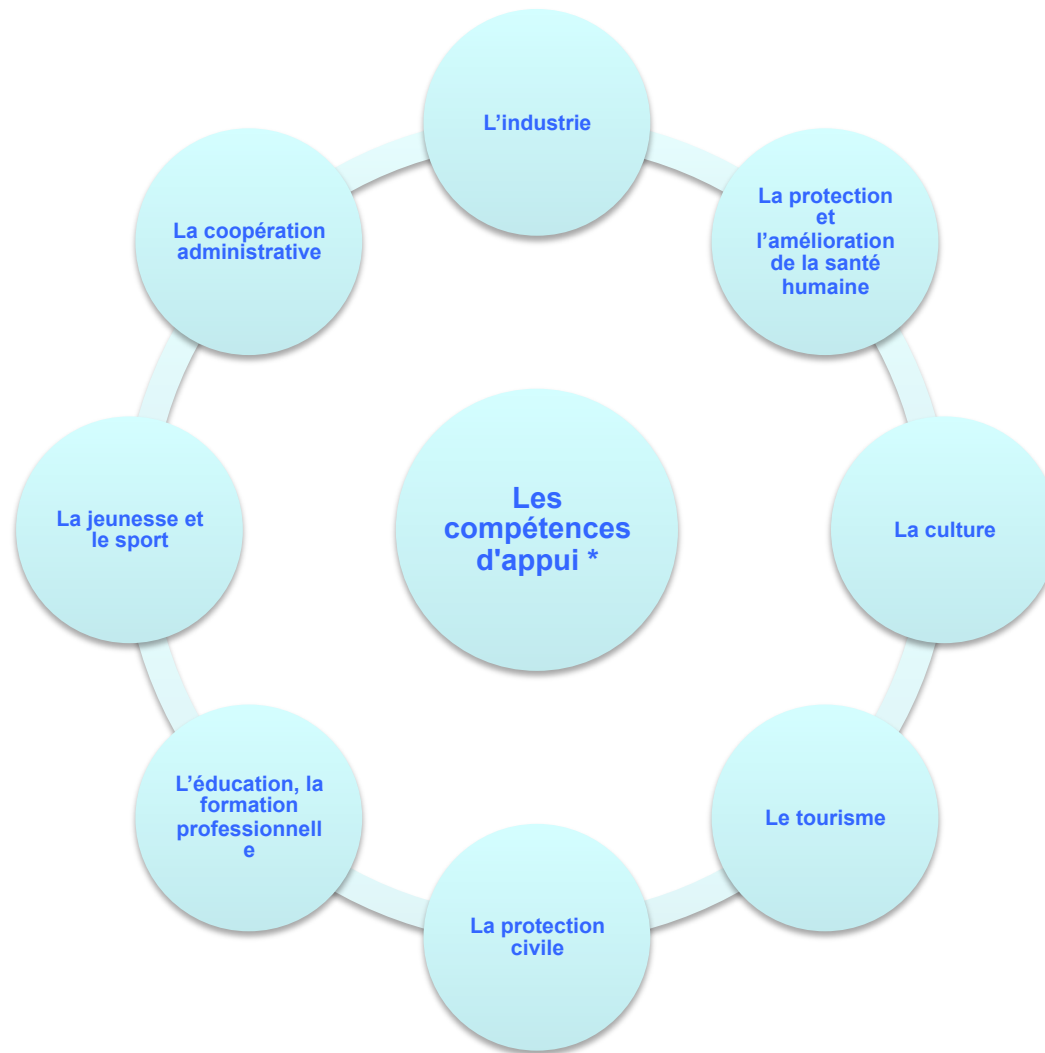 L'industrie
La protection
et
l'amélioration
de la santé
humaine
La coopération
administrative
La jeunesse et
le sport
Les
compétences
d'appui *
La culture
L'éducation, la
formation
professionnell
e
Le tourisme
La protection
civile